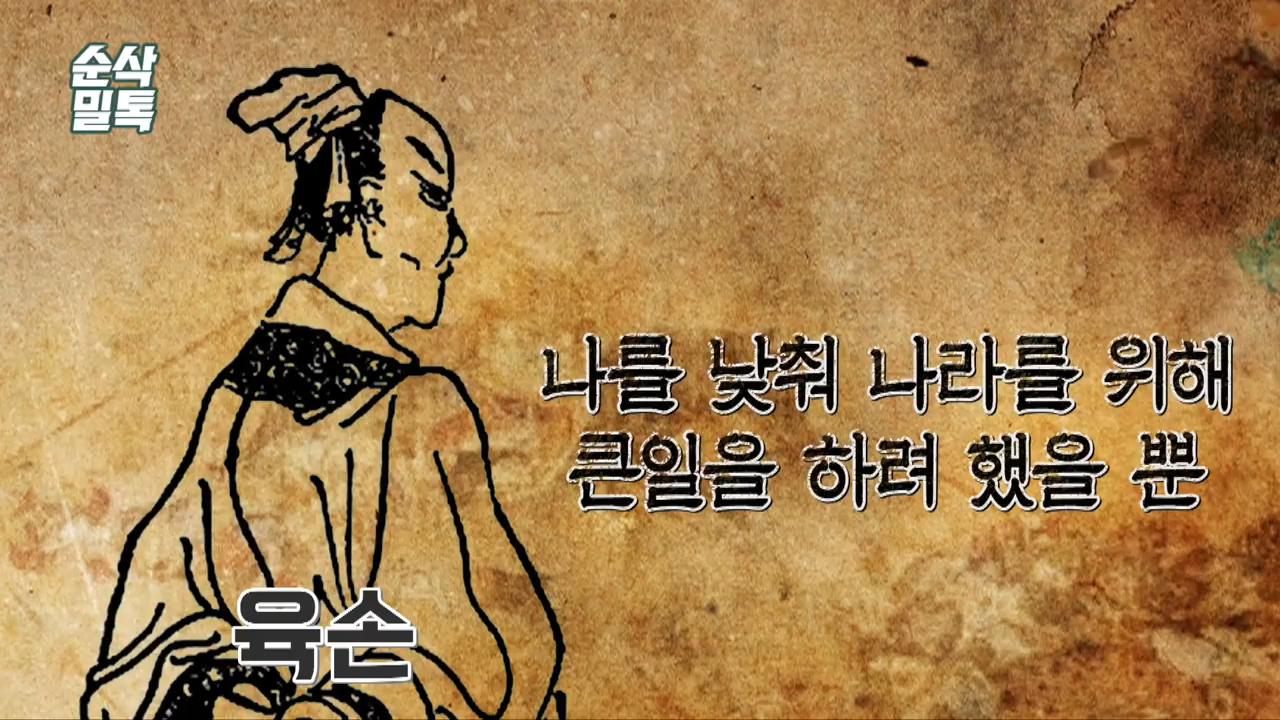 순삭
밀톡
나를 낮춰 나라를 위해
큰일을 하려 했을 뿐
육손